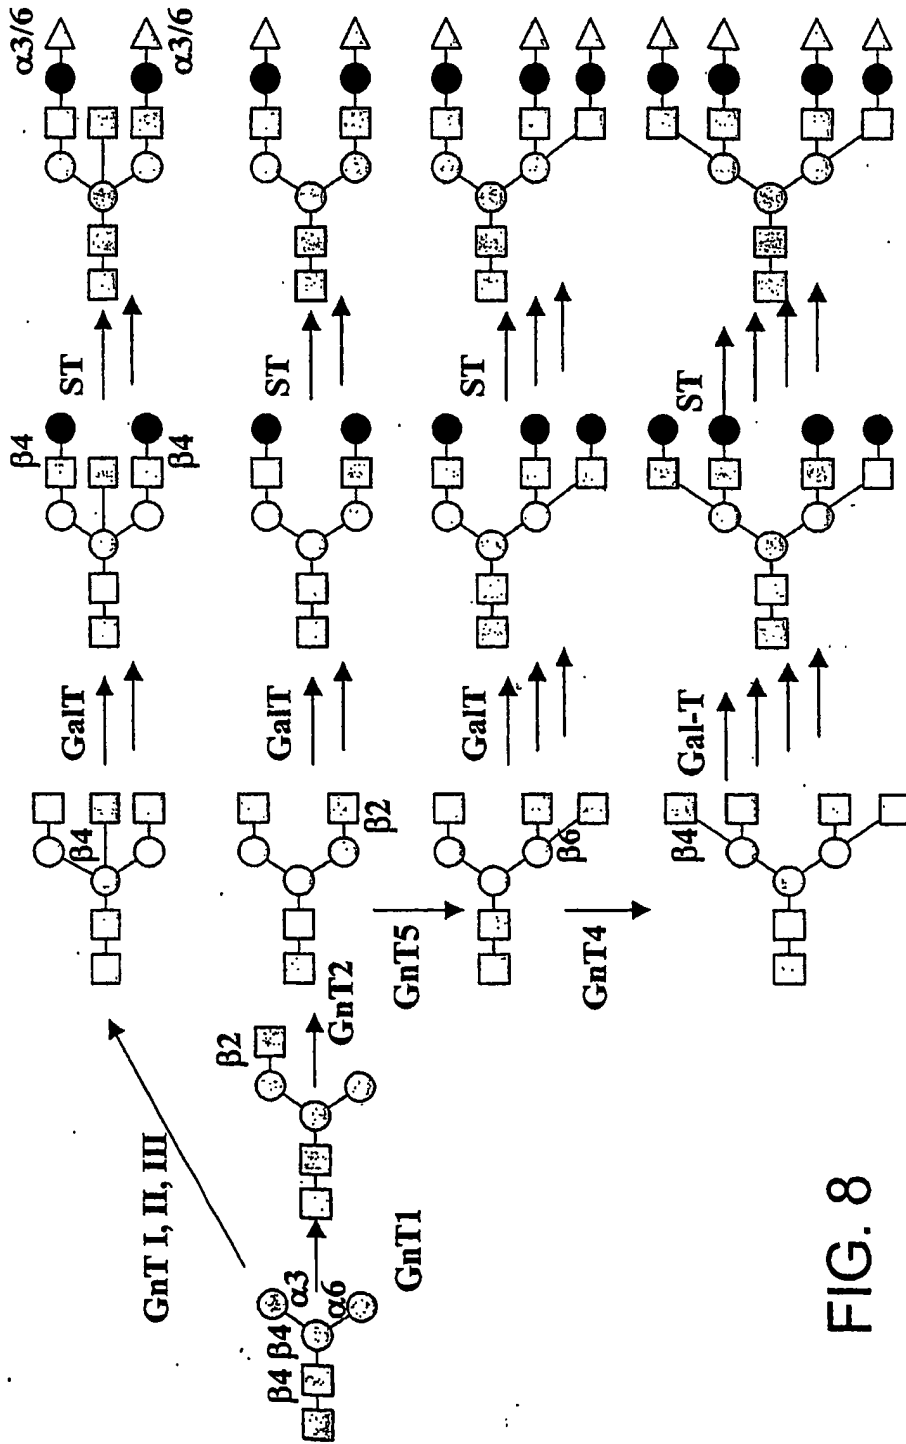 α3/6
α3/6
ST
ST
ST
ST
β4
β4
GalT
GalT
GalT
Gal-T
β4
β2
β6
β4
GnT5
GnT4
β2
GnT2
GnT I, II, III
α3
α6
GnT1
β4 β4
FIG. 8